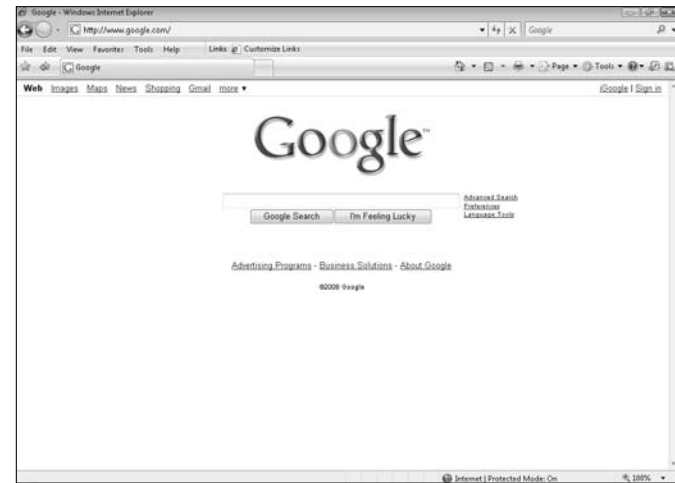 Google - Windows Internet Explorer
http://www.google.com/ Google
File Edit View Favorites Tools Help Links Customize Links
Google Page Tools
Web Images Maps News Shopping Gmail more ▼ iGoogle | Sign in
Google™
Advanced Search
Preferences
Language Tools
Google Search I'm Feeling Lucky
Advertising Programs - Business Solutions - About Google
©2008 Google
Internet | Protected Mode: On 100%